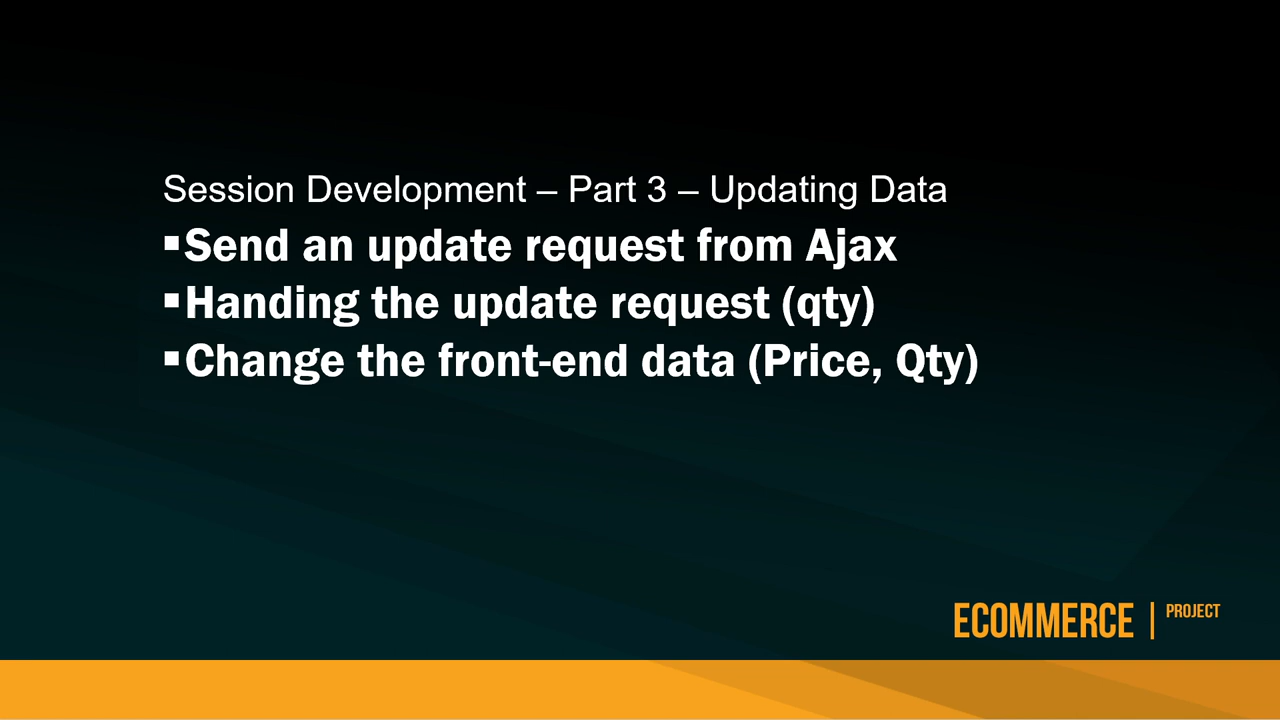 Session Development – Part 3 – Updating Data
▪Send an update request from Ajax
▪Handing the update request (qty)
▪Change the front-end data (Price, Qty)
ECOMMERCE | PROJECT